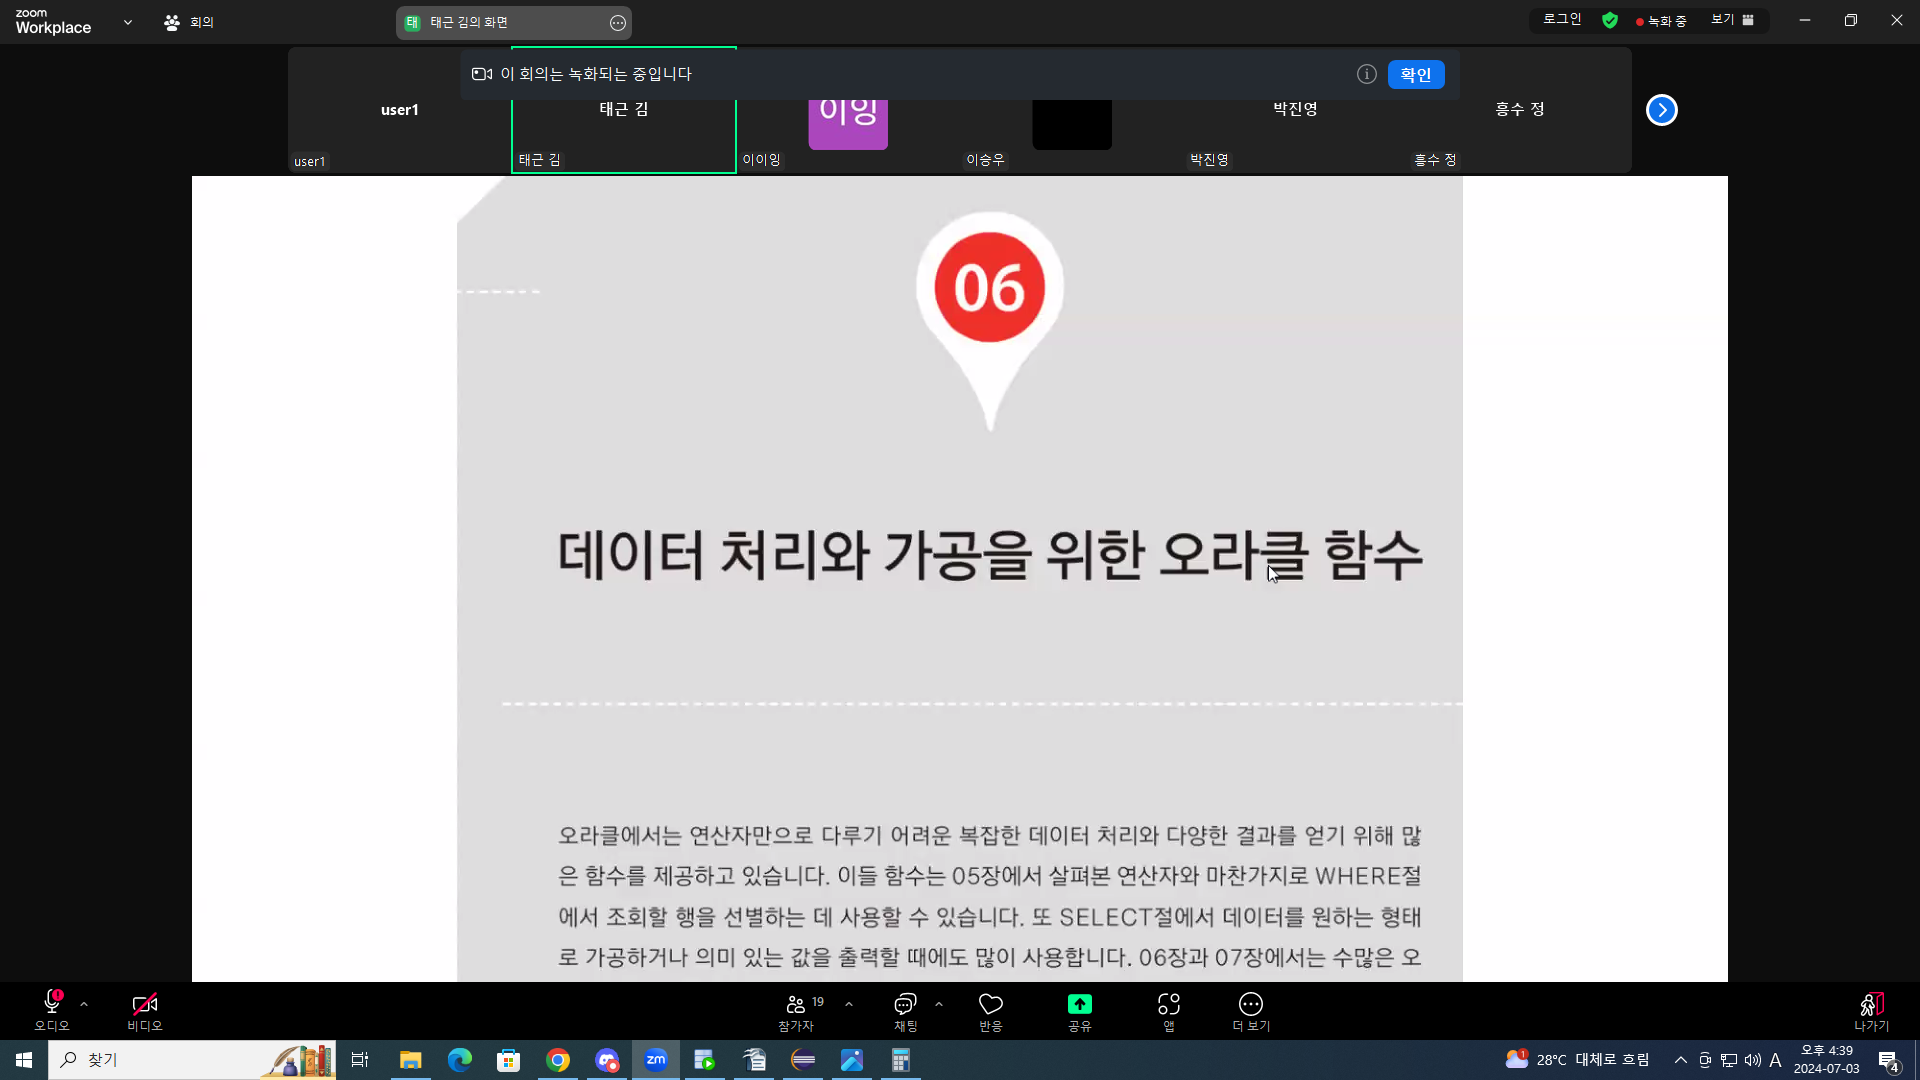 zoom
Workplace
회의
태 태근 김의 화면
로그인
녹화 중
보기
이 회의는 녹화되는 중입니다
확인
user1
태근 김
이잉
박진영
흥수 정
user1
태근 김
이이잉
이승우
박진영
흥수 정
06
데이터 처리와 가공을 위한 오라클 함수
오라클에서는 연산자만으로 다루기 어려운 복잡한 데이터 처리와 다양한 결과를 얻기 위해 많
은 함수를 제공하고 있습니다. 이들 함수는 05장에서 살펴본 연산자와 마찬가지로 WHERE절
에서 조회할 행을 선별하는 데 사용할 수 있습니다. 또 SELECT절에서 데이터를 원하는 형태
로 가공하거나 의미 있는 값을 출력할 때에도 많이 사용합니다. 06장과 07장에서는 수많은 오
오디오
비디오
19
참가자
채팅
반응
공유
앱
더 보기
나가기
찾기
zm
1
28°C 대체로 흐림
A
오후 4:39
2024-07-03
4